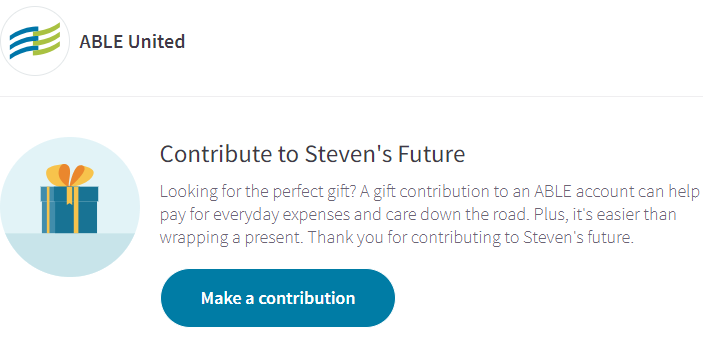 ABLE United
Contribute to Steven's Future
Looking for the perfect gift? A gift contribution to an ABLE account can help
pay for everyday expenses and care down the road. Plus, it's easier than
wrapping a present. Thank you for contributing to Steven's future.
Make a contribution